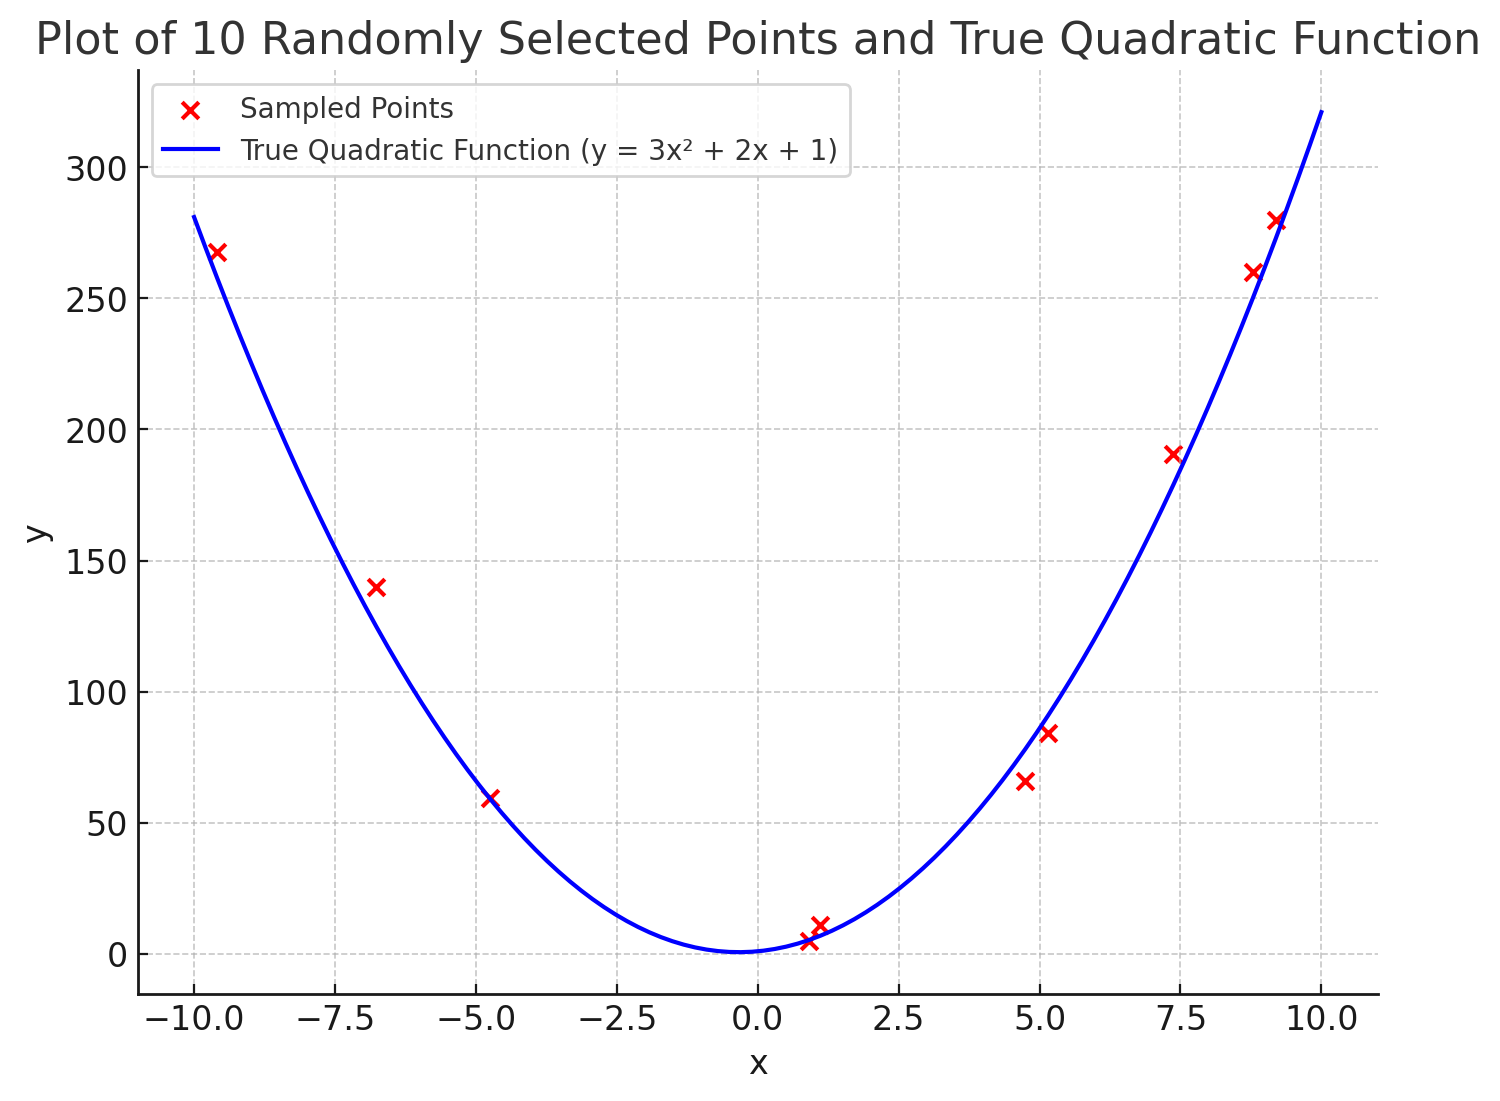 Plot of 10 Randomly Selected Points and True Quadratic Function
Sampled Points
True Quadratic Function (y = 3x² + 2x + 1)
300
250
200
150
100
50
0
y
−10.0 −7.5 −5.0 −2.5 0.0 2.5 5.0 7.5 10.0
x